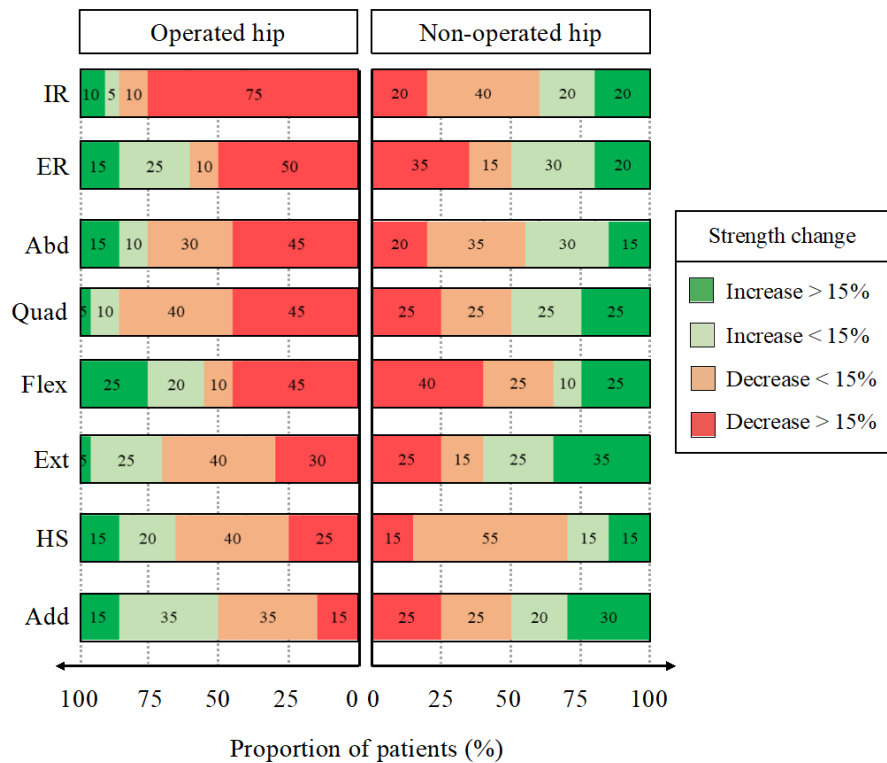 Operated hip
Non-operated hip
IR
10 5 10 75
20 40 20 20
ER
15 25 10 50
35 15 30 20
Abd
15 10 30 45
20 35 30 15
Quad
5 10 40 45
25 25 25 25
Flex
25 20 10 45
40 25 10 25
Ext
5 25 40 30
25 15 25 35
HS
15 20 40 25
15 55 15 15
Add
15 35 35 15
25 25 20 30
100 75 50 25 0
0 25 50 75 100
Proportion of patients (%)
Strength change
Increase > 15%
Increase < 15%
Decrease < 15%
Decrease > 15%